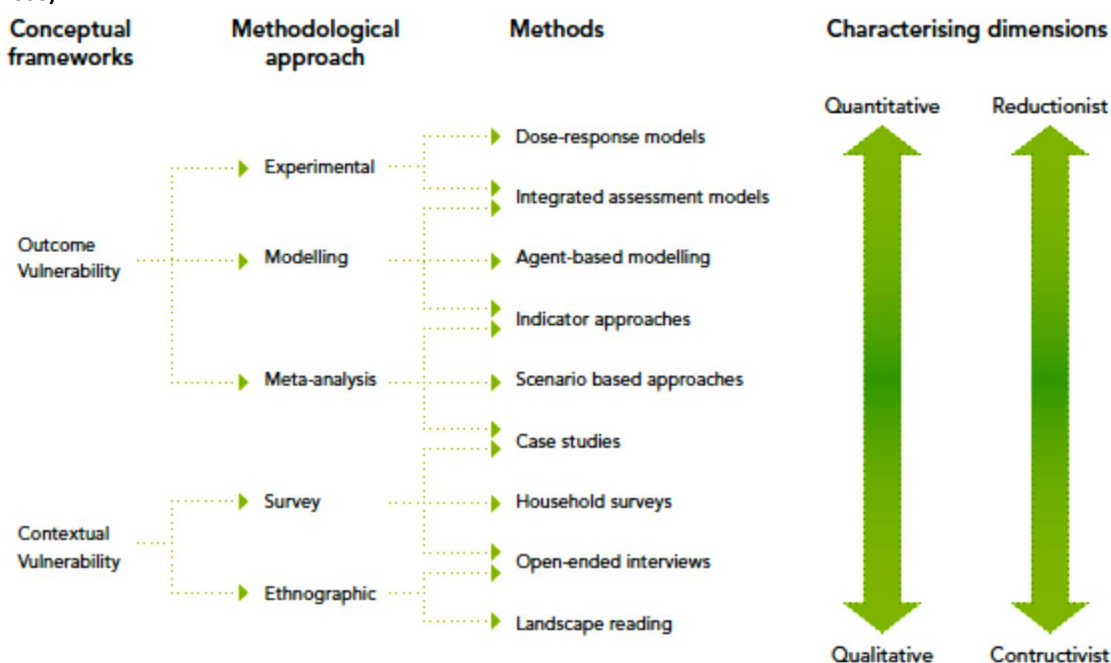 Conceptual
frameworks
Methodological
approach
Methods
Characterising dimensions
Quantitative
Reductionist
Dose-response models
Experimental
Integrated assessment models
Outcome
Vulnerability
Modelling
Agent-based modelling
Indicator approaches
Meta-analysis
Scenario based approaches
Case studies
Survey
Household surveys
Contextual
Vulnerability
Open-ended interviews
Ethnographic
Landscape reading
Qualitative
Contructivist